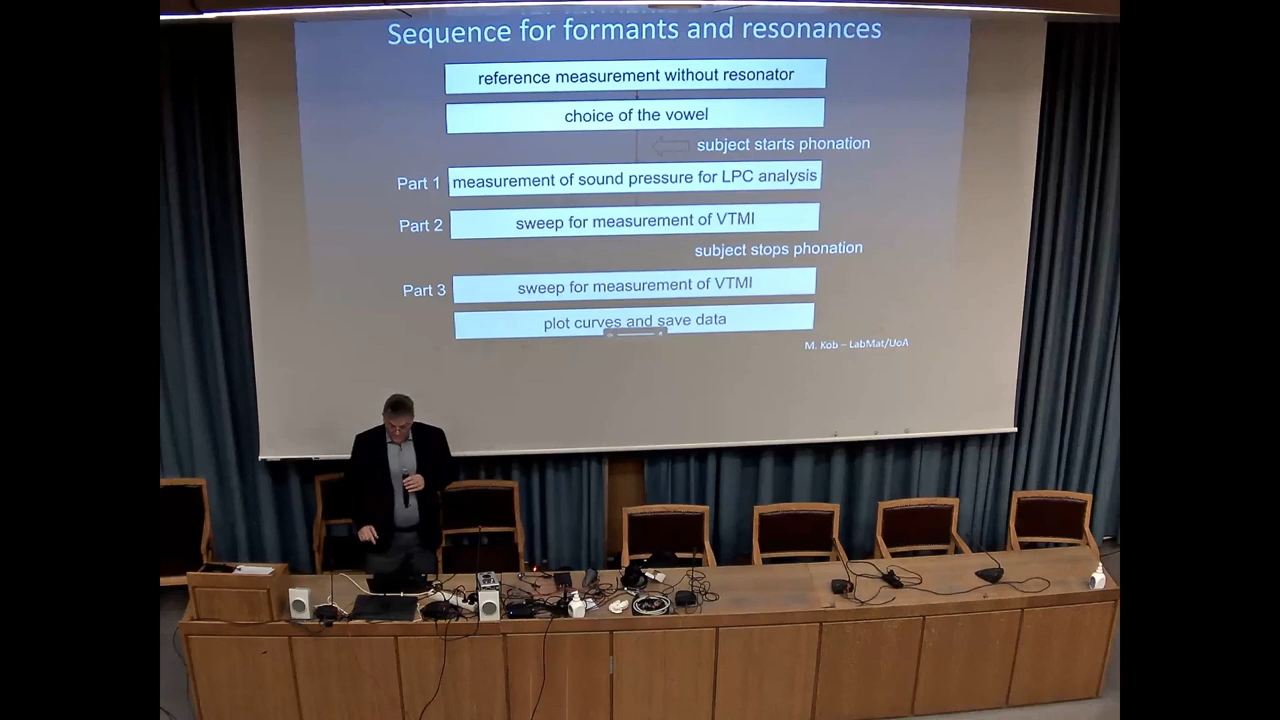 Sequence for formants and resonances
reference measurement without resonator
choice of the vowel
subject starts phonation
Part 1 measurement of sound pressure for LPC analysis
Part 2 sweep for measurement of VTMI
subject stops phonation
Part 3 sweep for measurement of VTMI
plot curves and save data
M. Kob – LabMat/UoA